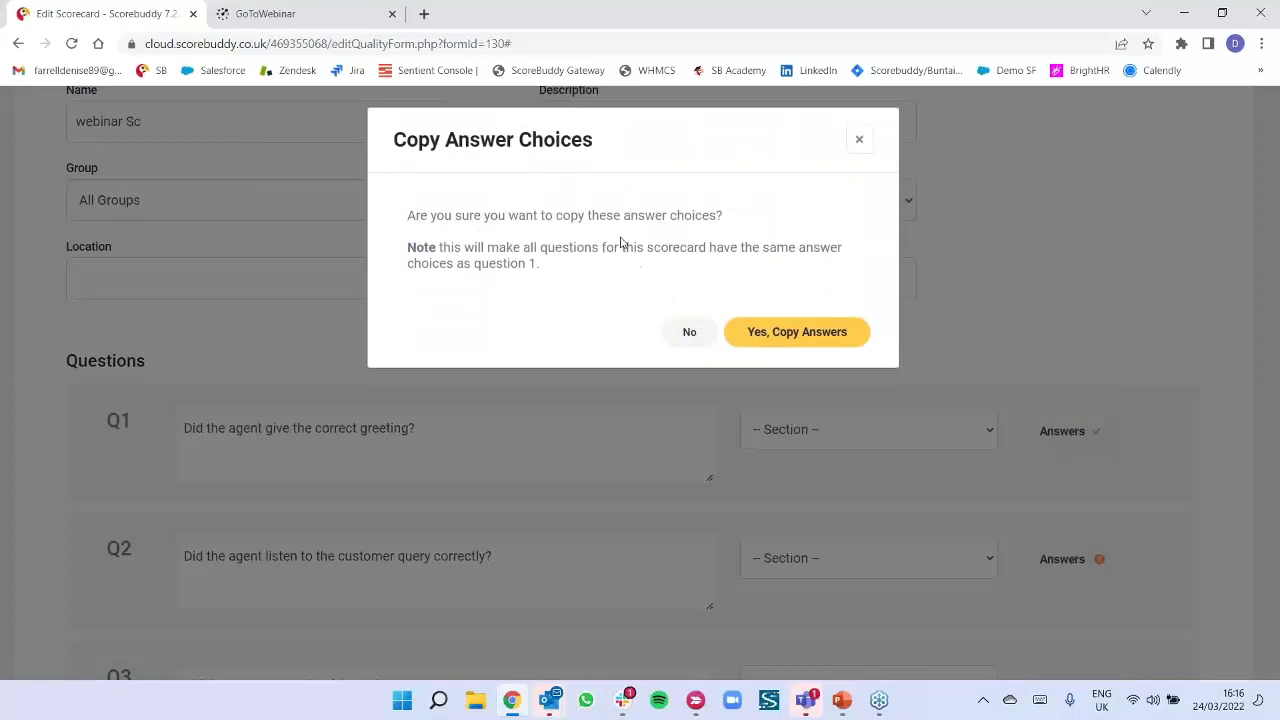 Edit Scorecard - Scorebuddy 7.2
GoToWebinar
cloud.scorebuddy.co.uk/469355068/editQualityForm.php?formId=130#
D
farrelldenise99@g...
SB
Salesforce
Zendesk
Jira
Sentient Console |
ScoreBuddy Gateway
WHMCS
SB Academy
LinkedIn
Scorebuddy/Buntai...
Demo SF
BrightHR
Calendly
»
Name
Description
webinar Sc
Group
All Groups
Location
Copy Answer Choices
Are you sure you want to copy these answer choices?
Note this will make all questions for this scorecard have the same answer
choices as question 1.
No
Yes, Copy Answers
Questions
Q1
Did the agent give the correct greeting?
-- Section --
Answers
Q2
Did the agent listen to the customer query correctly?
-- Section --
Answers
Q3
1
1
ENG
UK
16:16
24/03/2022